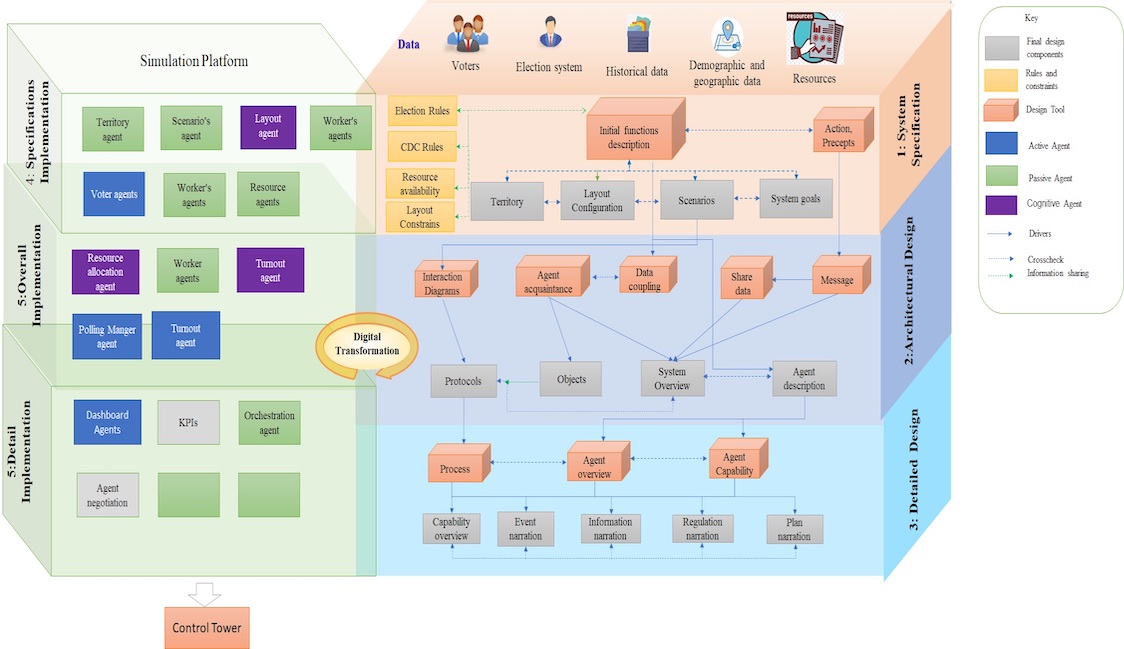 Simulation Platform
4: Specifications
Implementation
Territory
agent
Scenario's
agent
Layout
agent
Worker's
agents
Voter agents
Worker's
agents
Resource
agents
5:Overall
Implementation
Resource
allocation
agent
Worker
agents
Turnout
agent
Polling Manger
agent
Turnout
agent
5:Detail
Implementation
Dashboard
Agents
KPIs
Orchestration
agent
Agent
negotiation
Control Tower
Digital
Transformation
Data
Voters
Election system
Historical data
Demographic and
geographic data
resources
Resources
1: System
Specification
Election Rules
CDC Rules
Resource
availability
Layout
Constrains
Initial functions
description
Action,
Precepts
Territory
Layout
Configuration
Scenarios
System goals
2:Architectural Design
Interaction
Diagrams
Agent
acquaintance
Data
coupling
Share
data
Message
Protocols
Objects
System
Overview
Agent
description
3: Detailed Design
Process
Agent
overview
Agent
Capability
Capability
overview
Event
narration
Information
narration
Regulation
narration
Plan
narration
Key
Final design
components
Rules and
constraints
Design Tool
Active Agent
Passive Agent
Cognitive Agent
Drivers
Crosscheck
Information sharing